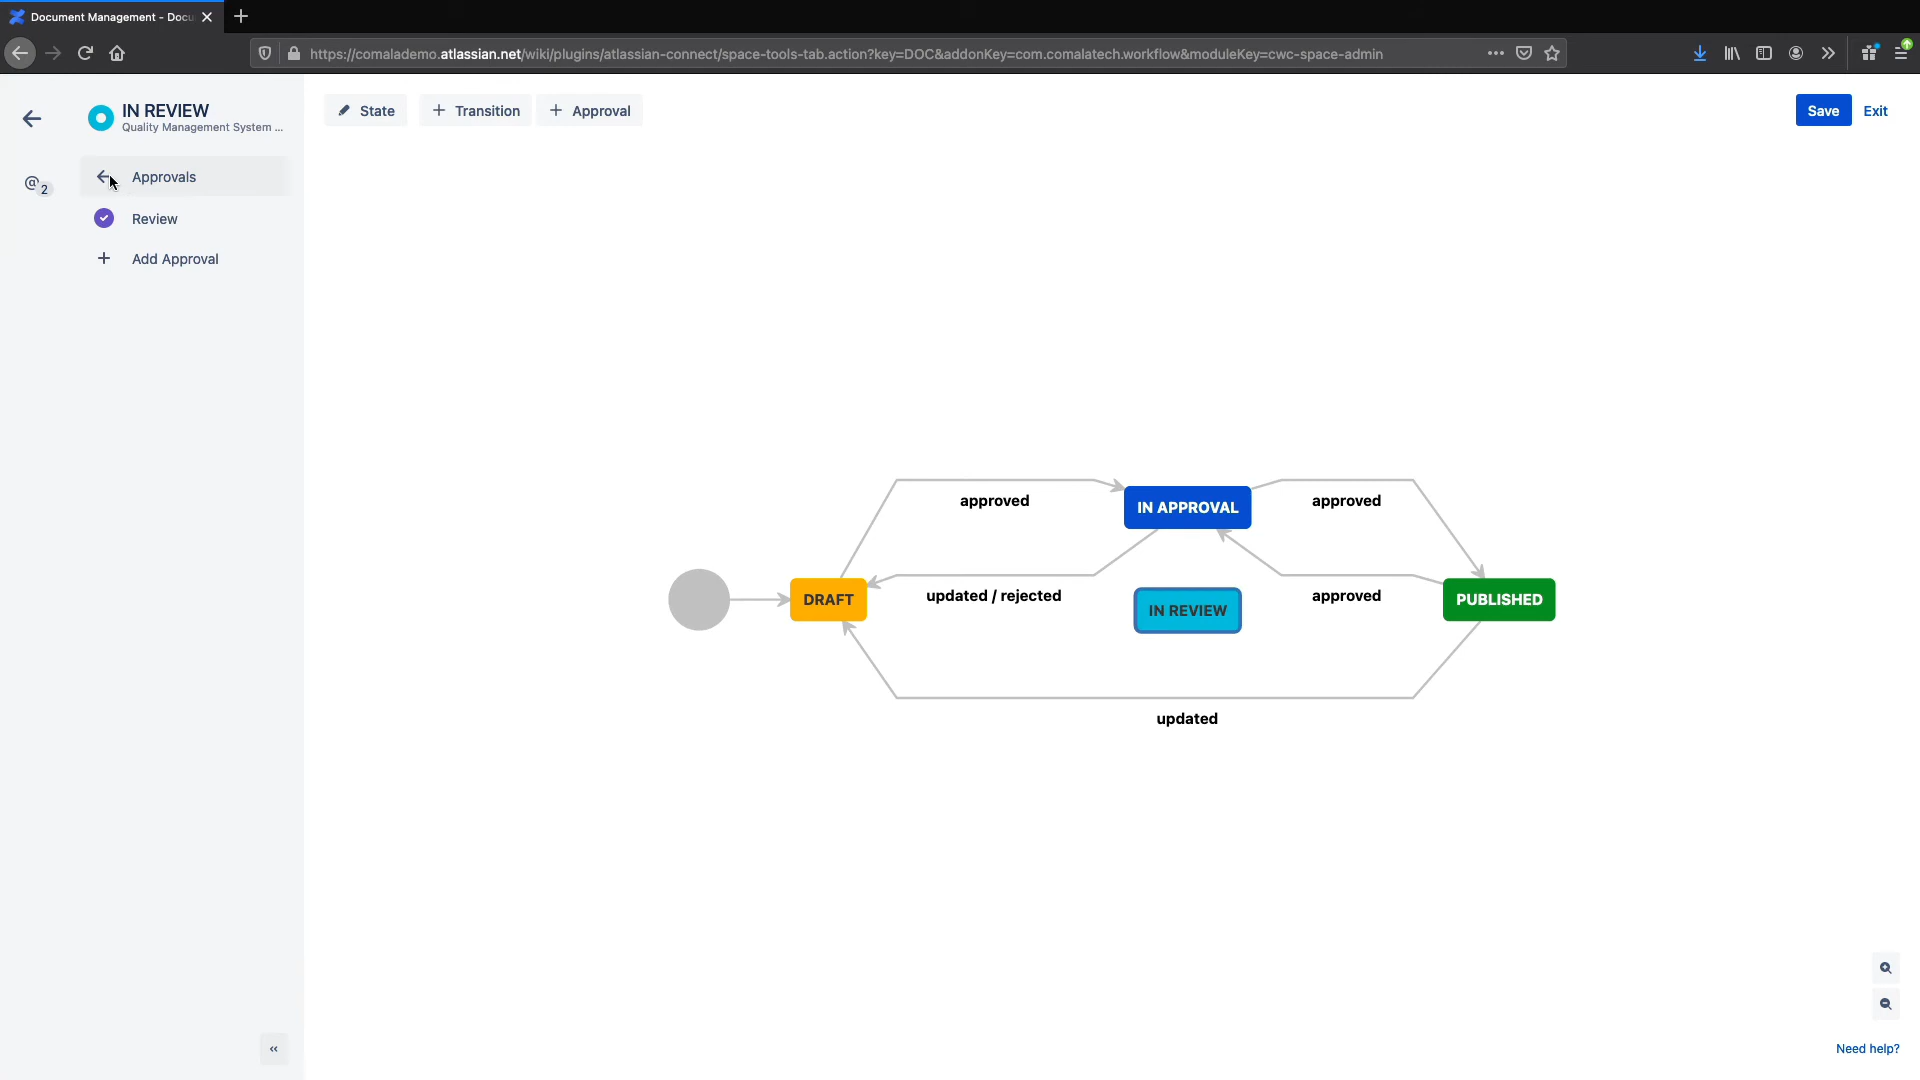 Document Management - Docu
https://comalademo.atlassian.net/wiki/plugins/atlassian-connect/space-tools-tab.action?key=DOC&addonKey=com.comalatech.workflow&moduleKey=cwc-space-admin
IN REVIEW
Quality Management System ...
State
Transition
Approval
Save
Exit
@2
Approvals
Review
Add Approval
approved
IN APPROVAL
approved
DRAFT
updated / rejected
IN REVIEW
approved
PUBLISHED
updated
Need help?